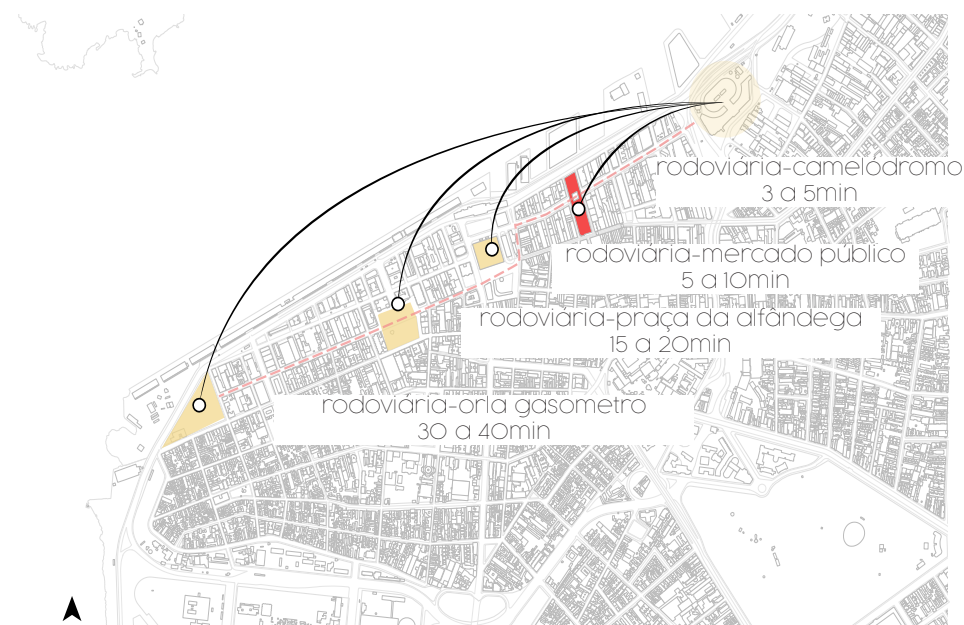 rodoviária-camelódromo
3 a 5min
rodoviária-mercado público
5 a 10min
rodoviária-praça da alfândega
15 a 20min
rodoviária-orla gasometro
30 a 40min